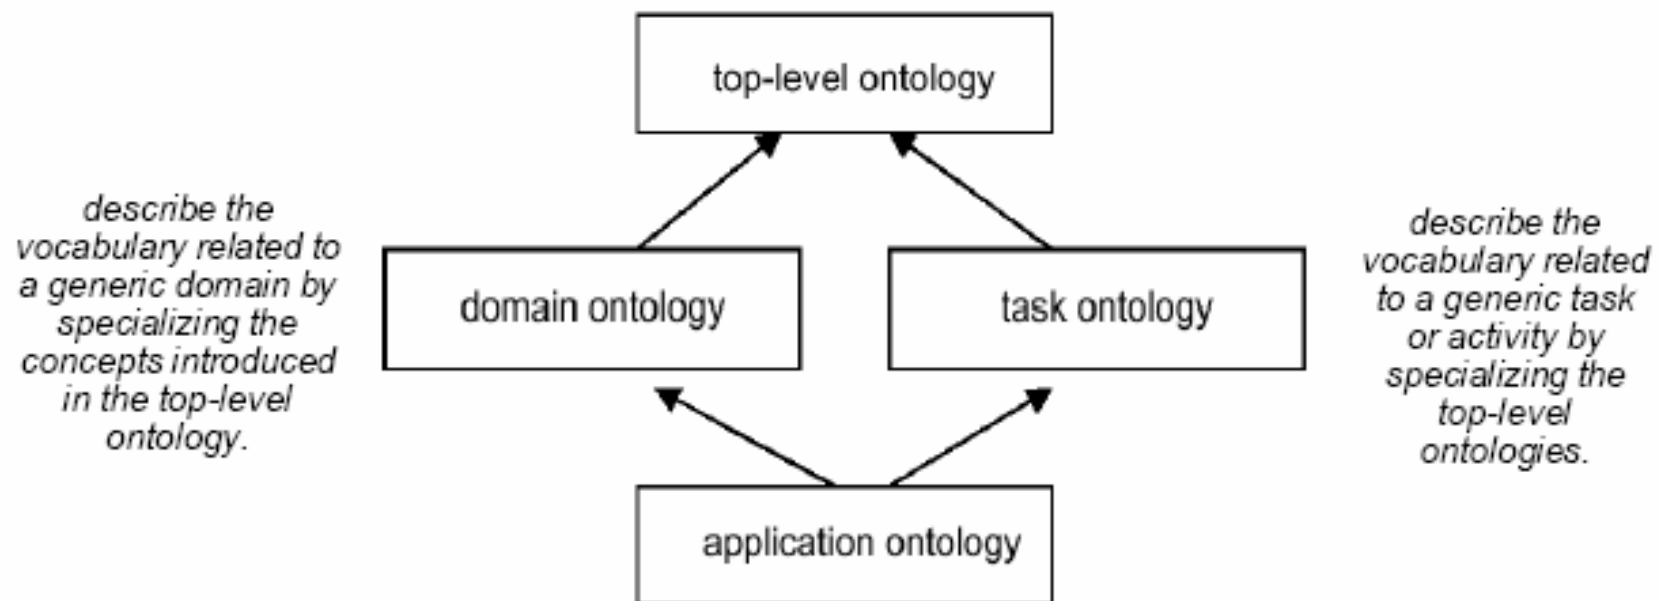 top-level ontology
describe the
vocabulary related to
a generic domain by
specializing the
concepts introduced
in the top-level
ontology.
domain ontology
task ontology
describe the
vocabulary related
to a generic task
or activity by
specializing the
top-level
ontologies.
application ontology